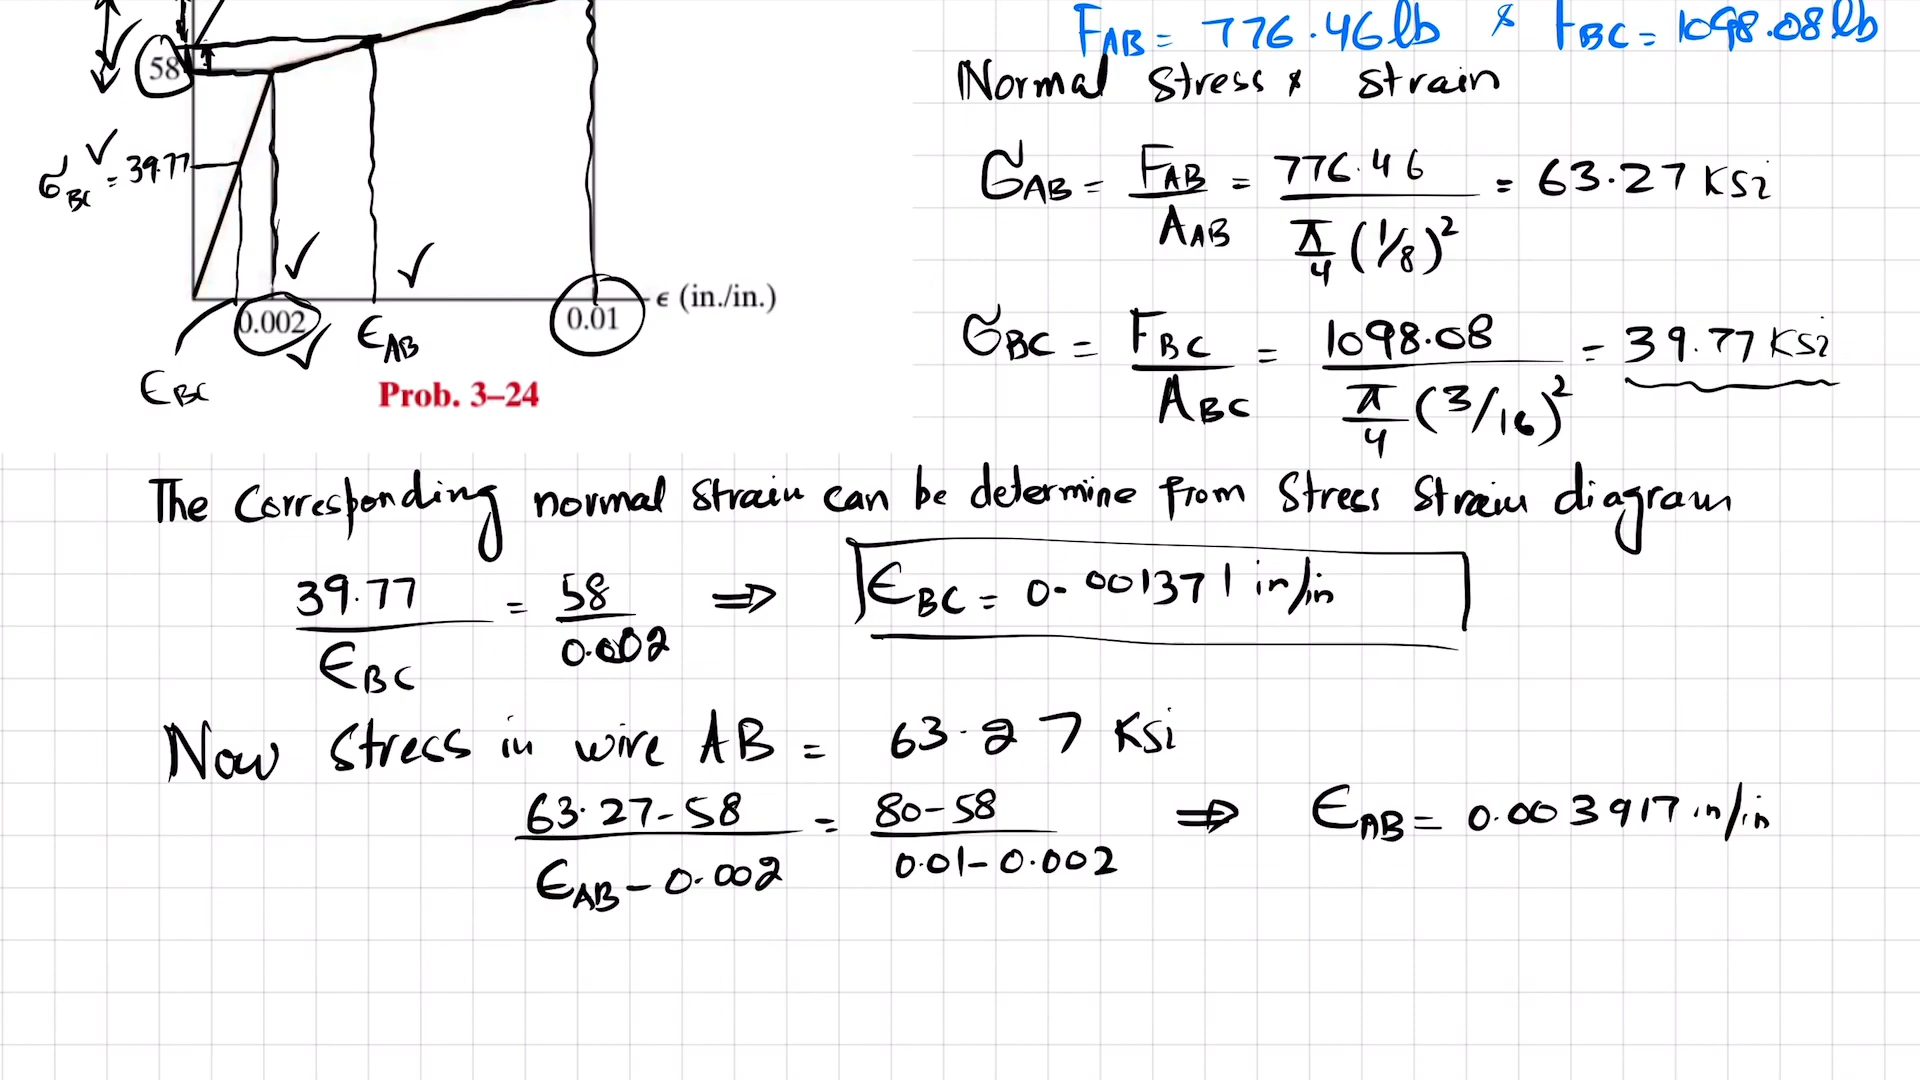 F_AB = 776.46 lb & F_BC = 1098.08 lb
Normal Stress & Strain
58
σ_BC = 39.77
σ_AB = F_AB / A_AB = 776.46 / π/4 (1/8)² = 63.27 Ksi
σ_BC = F_BC / A_BC = 1098.08 / π/4 (3/16)² = 39.77 Ksi
0.002
0.01
ϵ (in./in.)
ϵ_BC
ϵ_AB
Prob. 3–24
The Corresponding normal Strain can be determine from Stress Strain diagram
39.77 / ϵ_BC = 58 / 0.002 ⇒ ϵ_BC = 0.001371 in/in
Now Stress in wire AB = 63.27 Ksi
63.27-58 / ϵ_AB - 0.002 = 80-58 / 0.01-0.002 ⇒ ϵ_AB = 0.003917 in/in